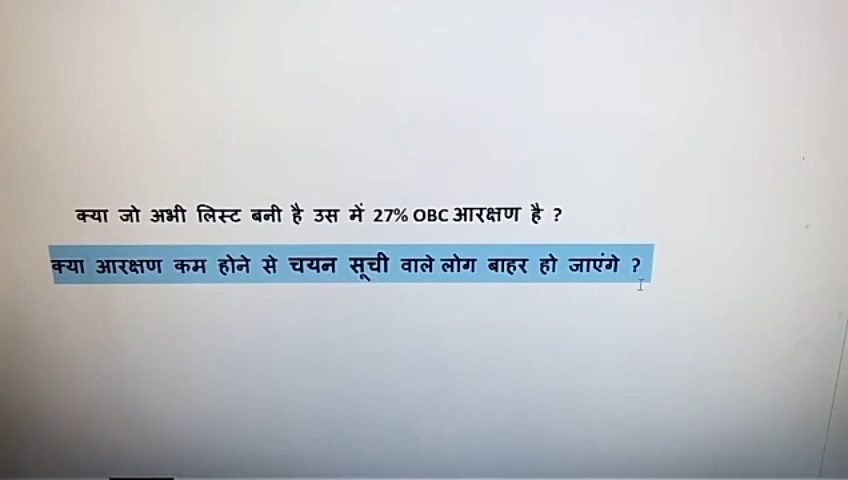 क्या जो अभी लिस्ट बनी है उस में 27% OBC आरक्षण है ?
क्या आरक्षण कम होने से चयन सूची वाले लोग बाहर हो जाएंगे ?